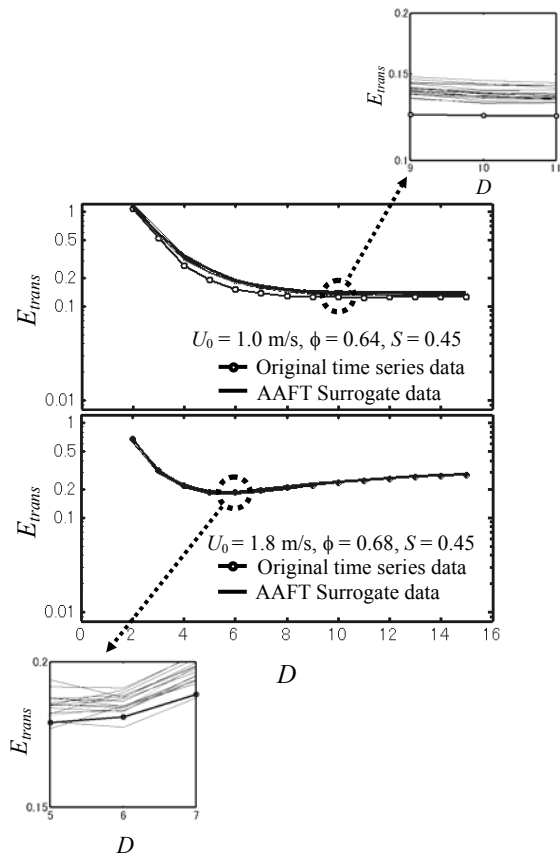 0.2
0.15
0.1
E_trans
9 10 11
D
1
0.5
0.2
0.1
0.01
E_trans
U₀ = 1.0 m/s, ϕ = 0.64, S = 0.45
Original time series data
AAFT Surrogate data
1
0.5
0.2
0.1
0.01
E_trans
U₀ = 1.8 m/s, ϕ = 0.68, S = 0.45
Original time series data
AAFT Surrogate data
0 2 4 6 8 10 12 14 16
D
0.2
0.15
E_trans
5 6 7
D